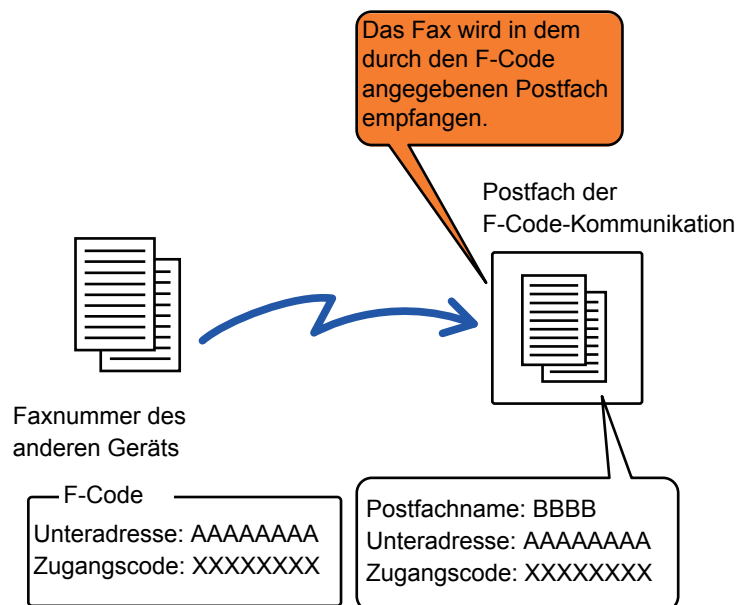 Das Fax wird in dem
durch den F-Code
angegebenen Postfach
empfangen.
Postfach der
F-Code-Kommunikation
Faxnummer des
anderen Geräts
F-Code
Unteradresse: AAAAAAAA
Zugangscode: XXXXXXXX
Postfachname: BBBB
Unteradresse: AAAAAAAA
Zugangscode: XXXXXXXX